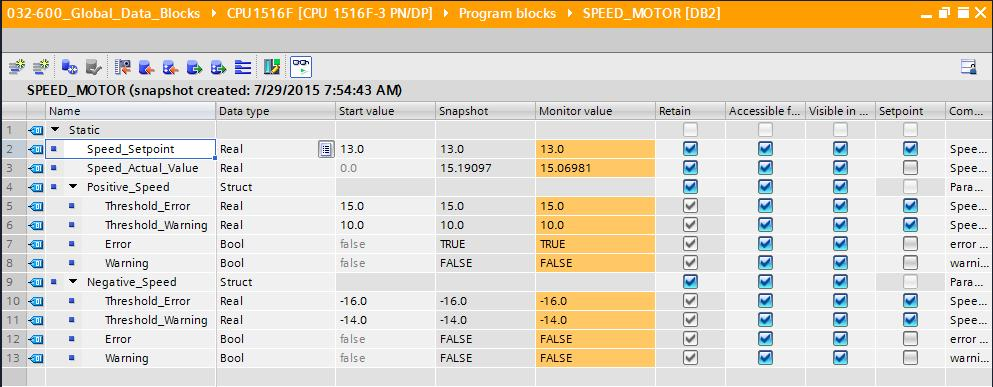 032-600_Global_Data_Blocks CPU1516F [CPU 1516F-3 PN/DP] Program blocks SPEED_MOTOR [DB2]
SPEED_MOTOR (snapshot created: 7/29/2015 7:54:43 AM)
Name Data type Start value Snapshot Monitor value Retain Accessible f... Visible in ... Setpoint Com...
1 Static
2 Speed_Setpoint Real 13.0 13.0 13.0 Spee...
3 Speed_Actual_Value Real 0.0 15.19097 15.06981 Spee...
4 Positive_Speed Struct Para...
5 Threshold_Error Real 15.0 15.0 15.0 Spee...
6 Threshold_Warning Real 10.0 10.0 10.0 Spee...
7 Error Bool false TRUE TRUE error ...
8 Warning Bool false FALSE FALSE warni...
9 Negative_Speed Struct Para...
10 Threshold_Error Real -16.0 -16.0 -16.0 Spee...
11 Threshold_Warning Real -14.0 -14.0 -14.0 Spee...
12 Error Bool false FALSE FALSE error ...
13 Warning Bool false FALSE FALSE warni...